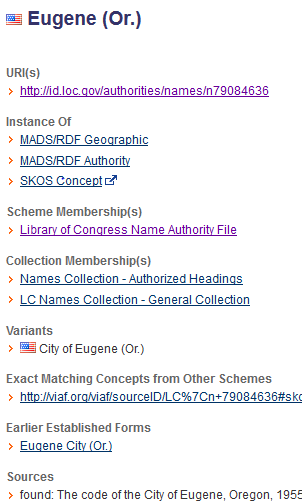 Eugene (Or.)
URI(s)
http://id.loc.gov/authorities/names/n79084636
Instance Of
MADS/RDF Geographic
MADS/RDF Authority
SKOS Concept
Scheme Membership(s)
Library of Congress Name Authority File
Collection Membership(s)
Names Collection - Authorized Headings
LC Names Collection - General Collection
Variants
City of Eugene (Or.)
Exact Matching Concepts from Other Schemes
http://viaf.org/viaf/sourceID/LC%7Cn+79084636#sko
Earlier Established Forms
Eugene City (Or.)
Sources
found: The code of the City of Eugene, Oregon, 1955